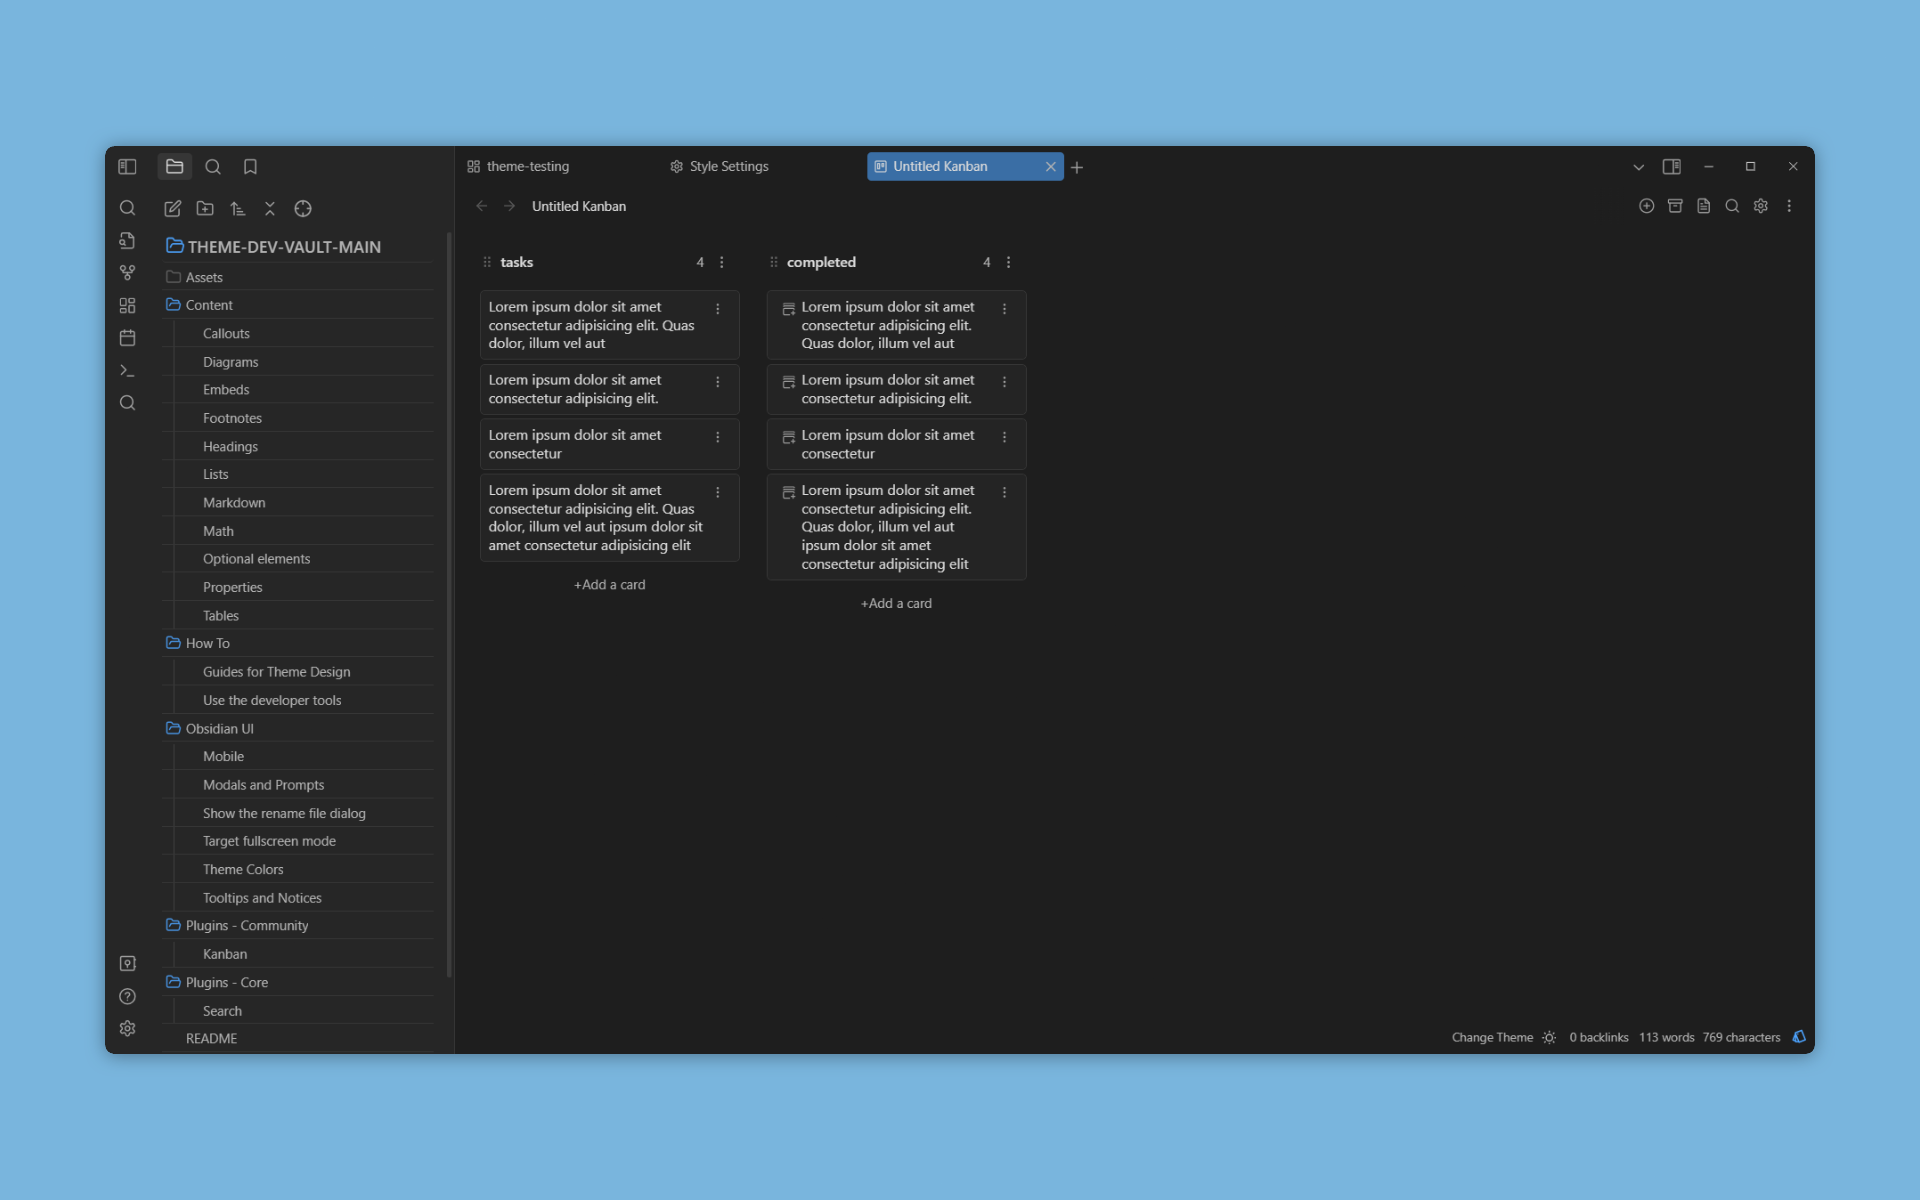 theme-testing
Style Settings
Untitled Kanban
Untitled Kanban
THEME-DEV-VAULT-MAIN
Assets
Content
Callouts
Diagrams
Embeds
Footnotes
Headings
Lists
Markdown
Math
Optional elements
Properties
Tables
How To
Guides for Theme Design
Use the developer tools
Obsidian UI
Mobile
Modals and Prompts
Show the rename file dialog
Target fullscreen mode
Theme Colors
Tooltips and Notices
Plugins - Community
Kanban
Plugins - Core
Search
README
tasks 4
Lorem ipsum dolor sit amet
consectetur adipisicing elit. Quas
dolor, illum vel aut
Lorem ipsum dolor sit amet
consectetur adipisicing elit.
Lorem ipsum dolor sit amet
consectetur
Lorem ipsum dolor sit amet
consectetur adipisicing elit. Quas
dolor, illum vel aut ipsum dolor sit
amet consectetur adipisicing elit
+Add a card
completed 4
Lorem ipsum dolor sit amet
consectetur adipisicing elit.
Quas dolor, illum vel aut
Lorem ipsum dolor sit amet
consectetur adipisicing elit.
Lorem ipsum dolor sit amet
consectetur
Lorem ipsum dolor sit amet
consectetur adipisicing elit.
Quas dolor, illum vel aut
ipsum dolor sit amet
consectetur adipisicing elit
+Add a card
Change Theme 0 backlinks 113 words 769 characters